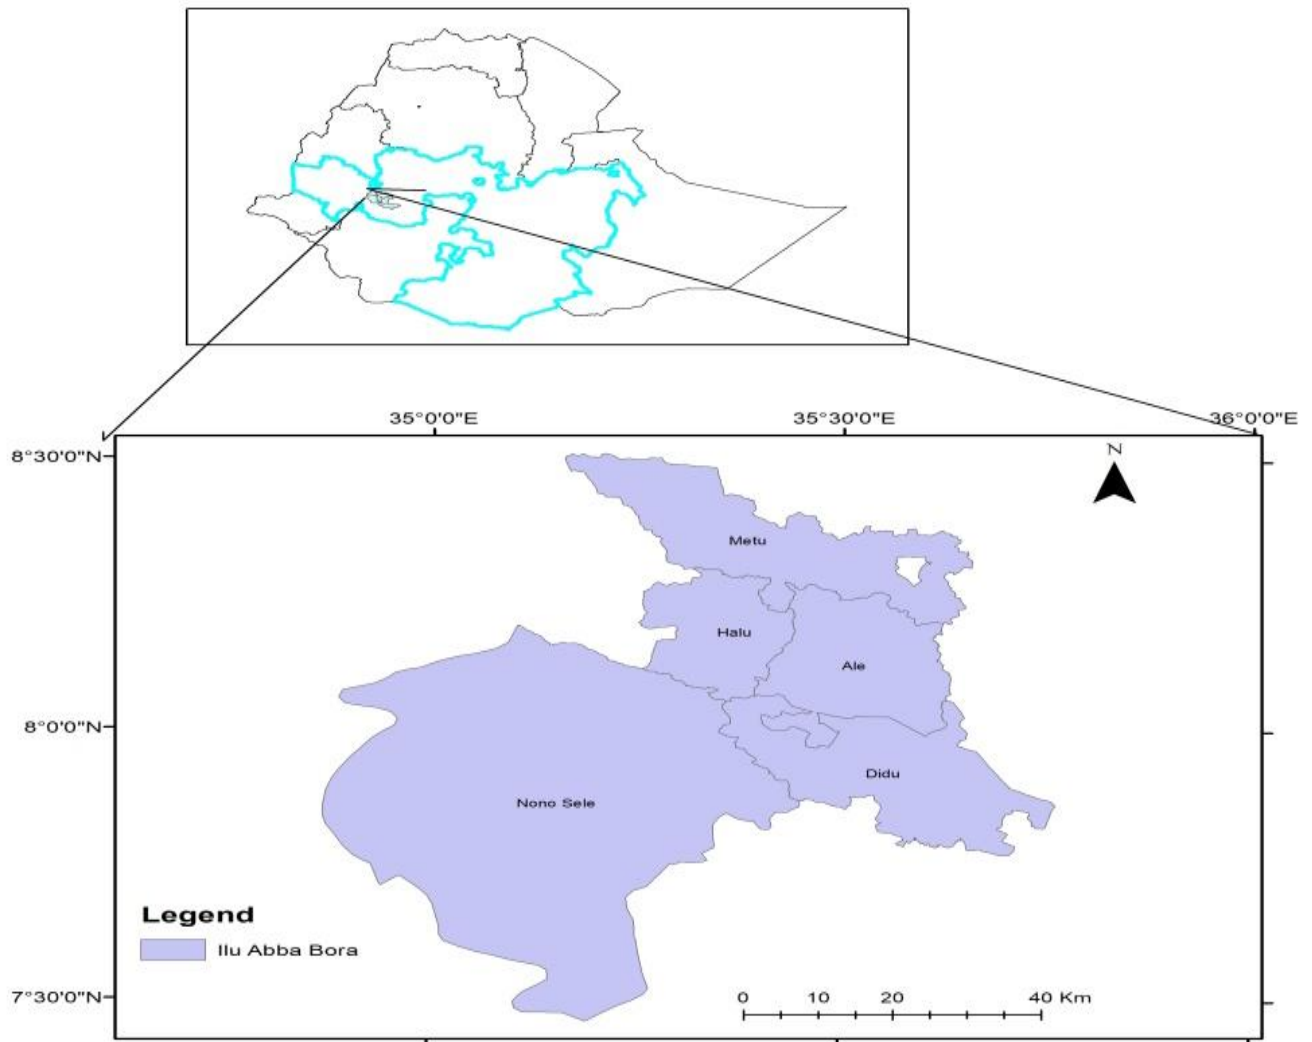 35°0'0"E 35°30'0"E 36°0'0"E
8°30'0"N
N
Metu
Halu
Ale
8°0'0"N
Didu
Nono Sele
Legend
Ilu Abba Bora
7°30'0"N
0 10 20 40 Km